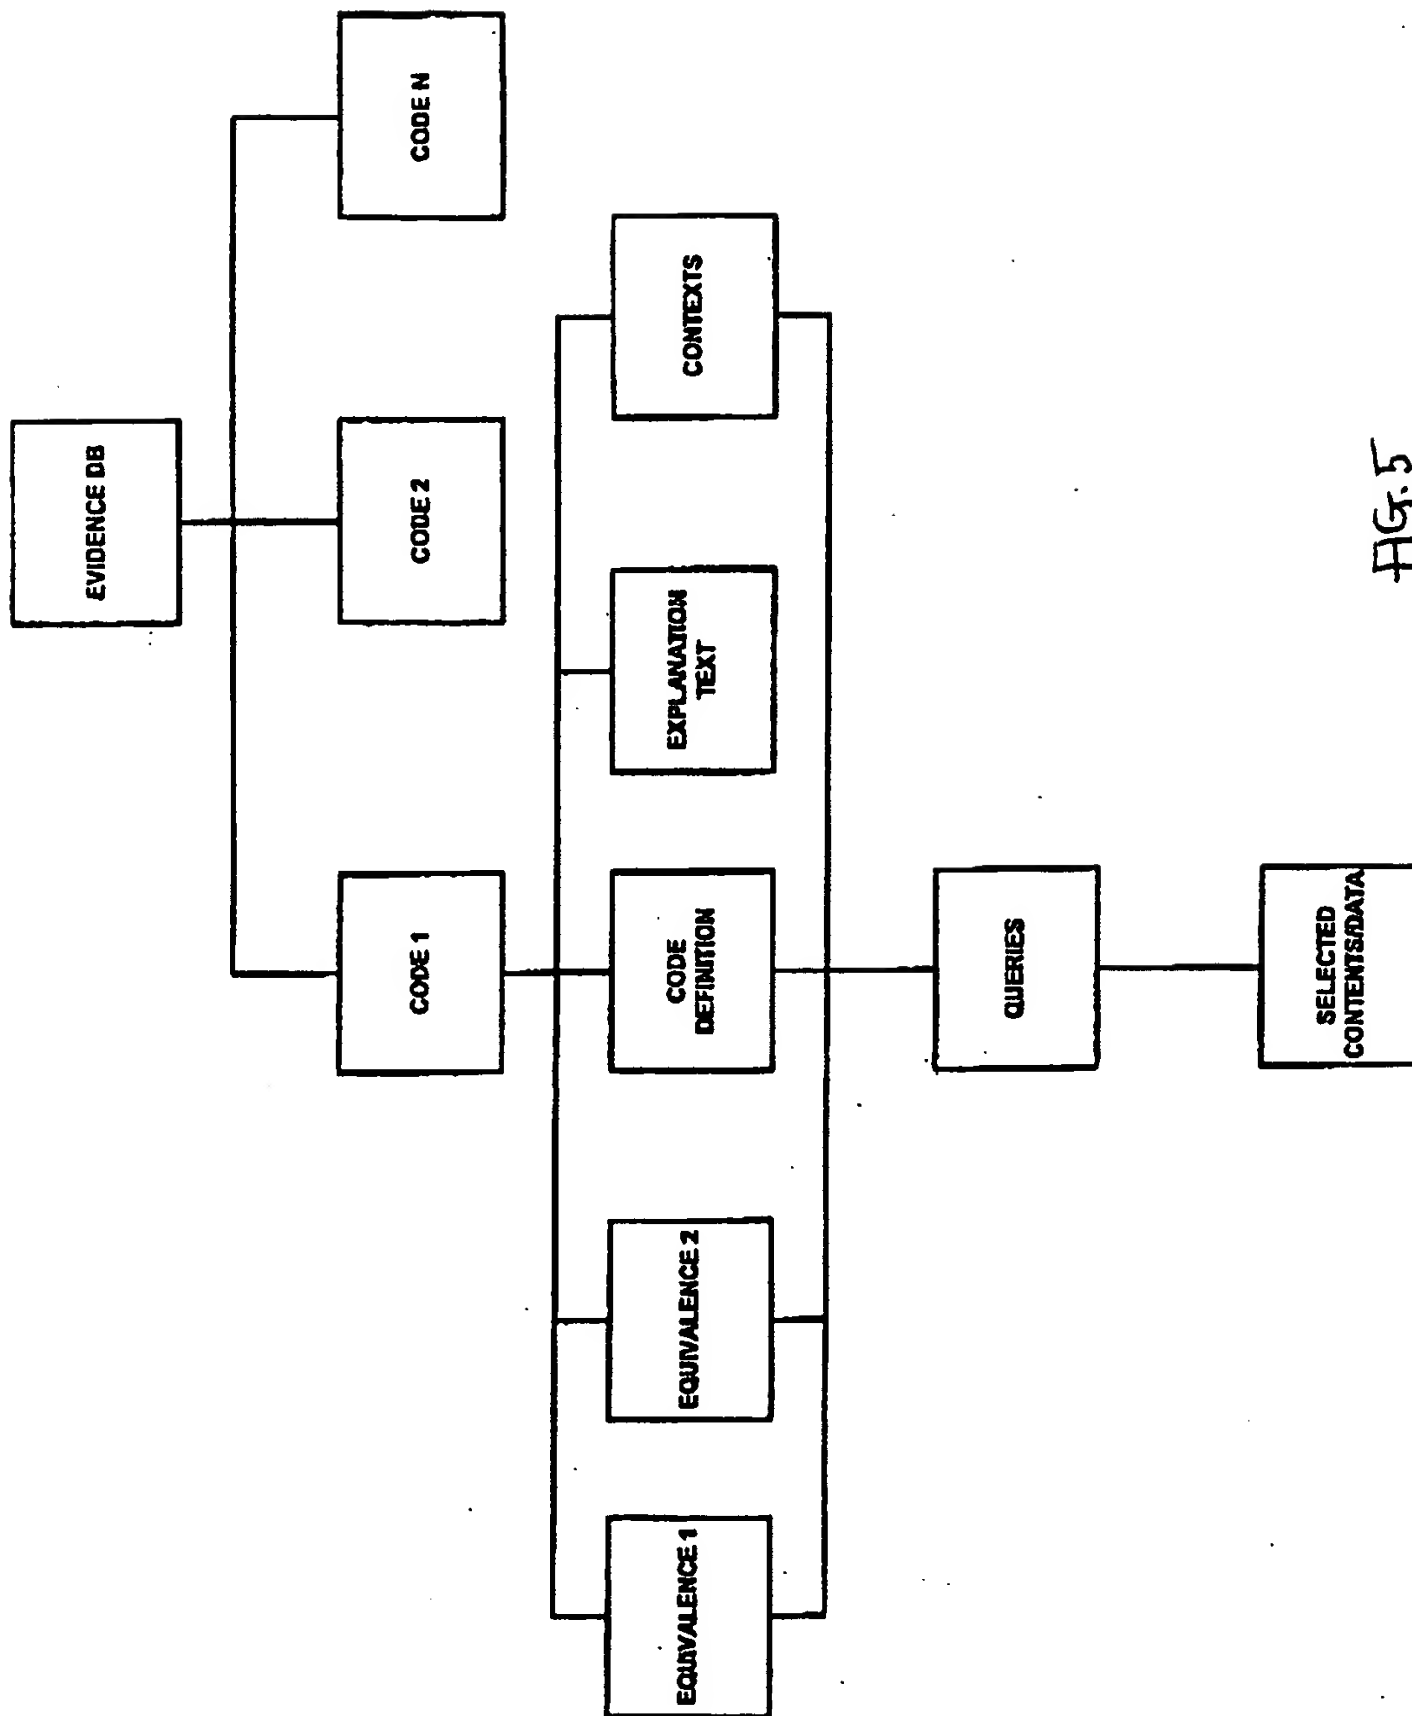 EVIDENCE DB
CODE 1
CODE 2
CODE N
EQUIVALENCE 1
EQUIVALENCE 2
CODE
DEFINITION
EXPLANATION
TEXT
CONTEXTS
QUERIES
SELECTED
CONTENTS/DATA
FIG. 5